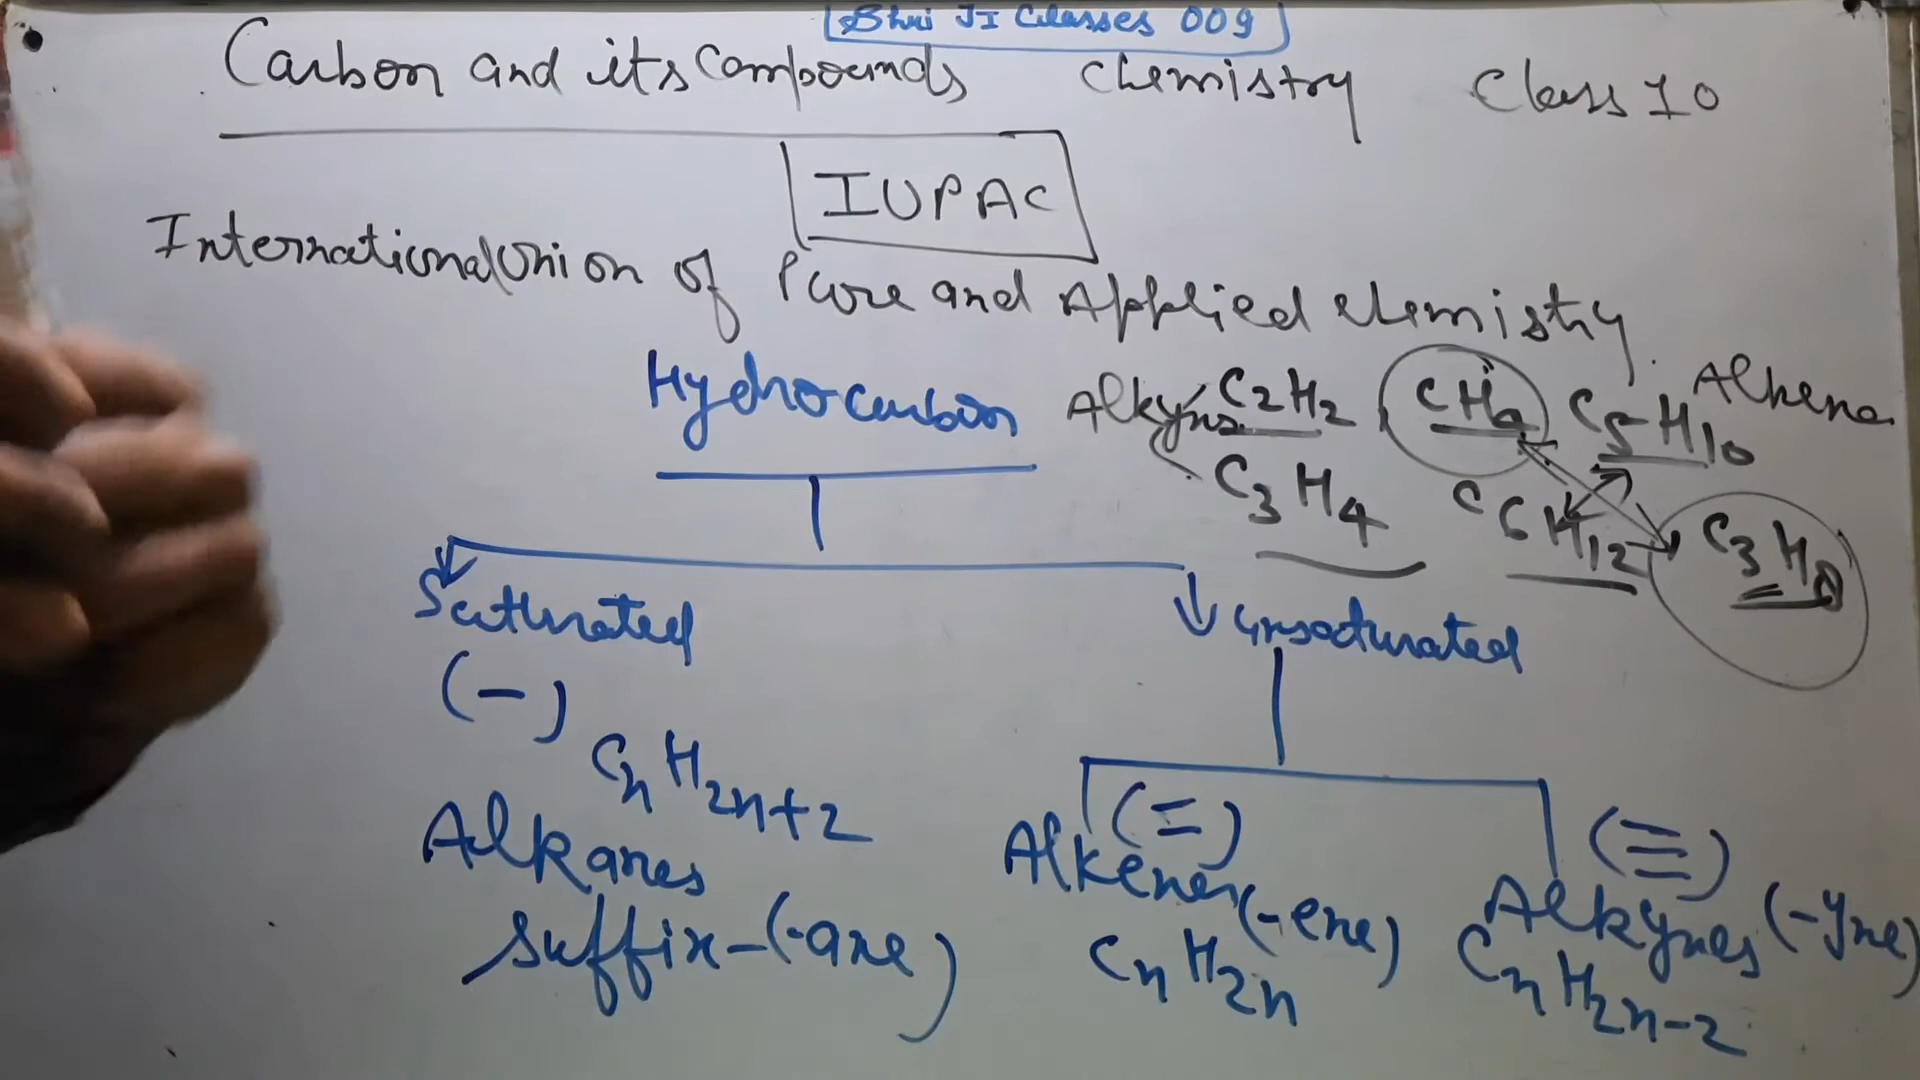 Shri JI Classes 009
Carbon and its Compounds Chemistry Class 10
IUPAC
International Union of Pure and Applied chemistry
Hydrocarbon
Alkyne C2H2 CH4 C5H10 Alkene
C3H4 C6H12 C3H8
Saturated Unsaturated
(-) (=) (≡)
CnH2n+2
Alkanes Alkenes (-ene) Alkynes (-yne)
suffix-(-ane) CnH2n CnH2n-2